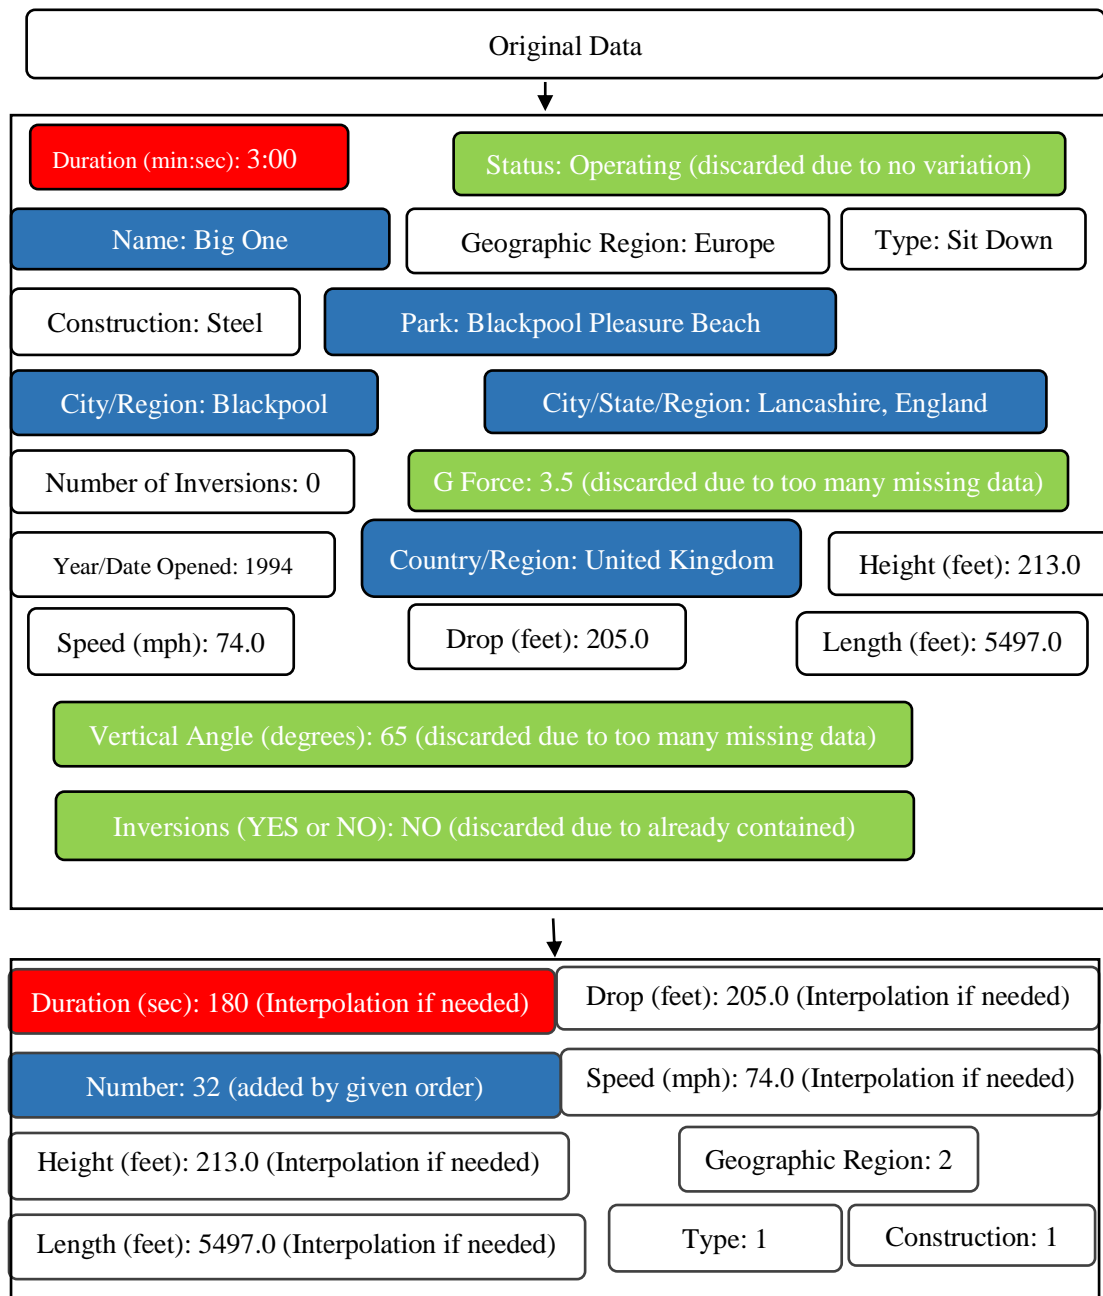 Original Data
Duration (min:sec): 3:00
Status: Operating (discarded due to no variation)
Name: Big One
Geographic Region: Europe
Type: Sit Down
Construction: Steel
Park: Blackpool Pleasure Beach
City/Region: Blackpool
City/State/Region: Lancashire, England
Number of Inversions: 0
G Force: 3.5 (discarded due to too many missing data)
Year/Date Opened: 1994
Country/Region: United Kingdom
Height (feet): 213.0
Speed (mph): 74.0
Drop (feet): 205.0
Length (feet): 5497.0
Vertical Angle (degrees): 65 (discarded due to too many missing data)
Inversions (YES or NO): NO (discarded due to already contained)
Duration (sec): 180 (Interpolation if needed)
Drop (feet): 205.0 (Interpolation if needed)
Number: 32 (added by given order)
Speed (mph): 74.0 (Interpolation if needed)
Height (feet): 213.0 (Interpolation if needed)
Geographic Region: 2
Length (feet): 5497.0 (Interpolation if needed)
Type: 1
Construction: 1